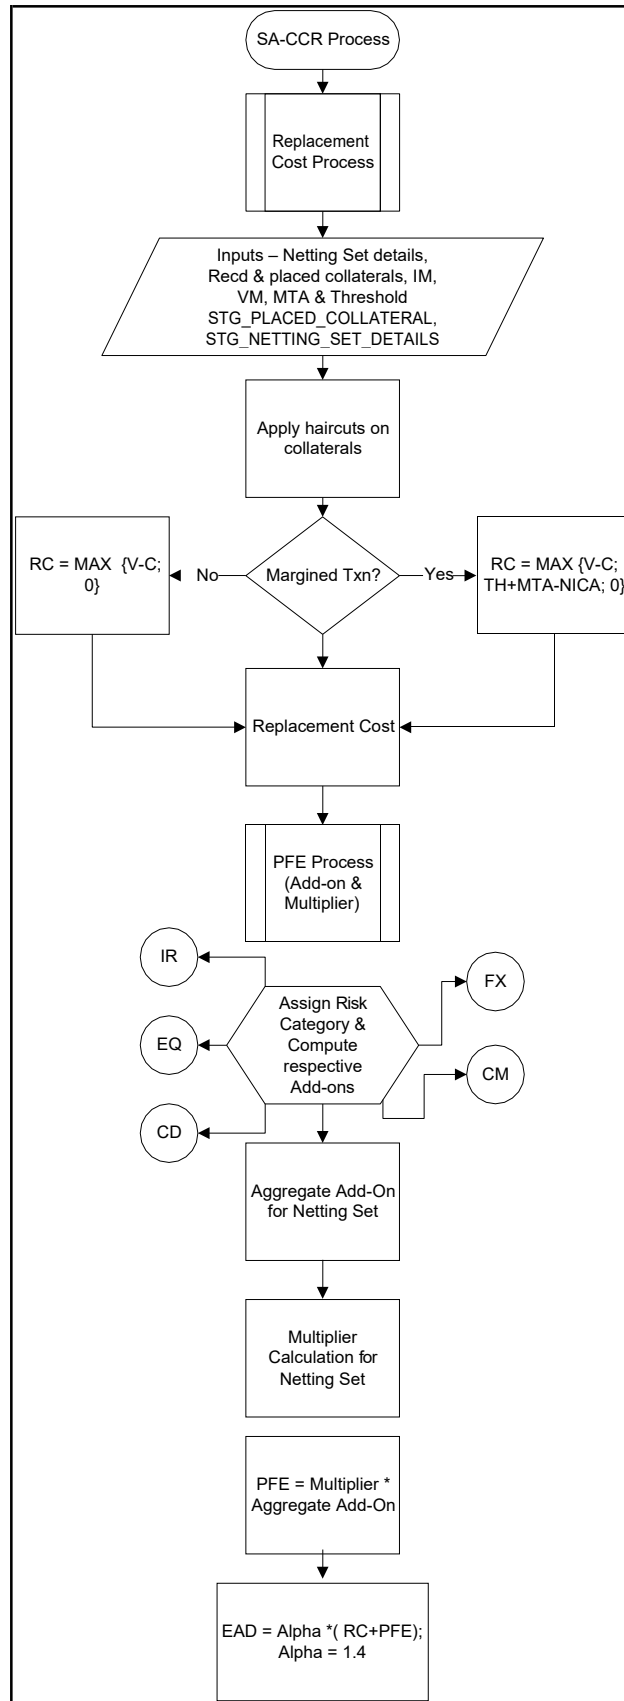 SA-CCR Process
Replacement
Cost Process
Inputs – Netting Set details,
Recd & placed collaterals, IM,
VM, MTA & Threshold
STG_PLACED_COLLATERAL,
STG_NETTING_SET_DETAILS
Apply haircuts on
collaterals
RC = MAX {V-C;
0}
No
Margined Txn?
Yes
RC = MAX {V-C;
TH+MTA-NICA; 0}
Replacement Cost
PFE Process
(Add-on &
Multiplier)
IR
EQ
CD
Assign Risk
Category &
Compute
respective
Add-ons
FX
CM
Aggregate Add-On
for Netting Set
Multiplier
Calculation for
Netting Set
PFE = Multiplier *
Aggregate Add-On
EAD = Alpha *( RC+PFE);
Alpha = 1.4